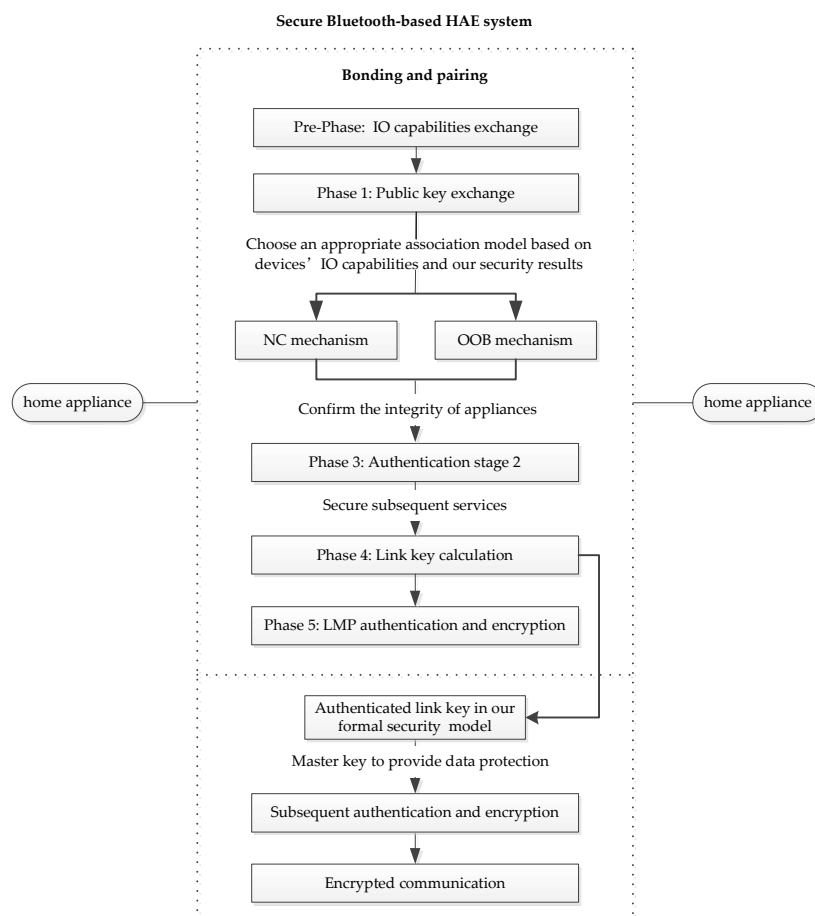 Secure Bluetooth-based HAE system
Bonding and pairing
Pre-Phase: IO capabilities exchange
Phase 1: Public key exchange
Choose an appropriate association model based on
devices’ IO capabilities and our security results
NC mechanism
OOB mechanism
home appliance
home appliance
Confirm the integrity of appliances
Phase 3: Authentication stage 2
Secure subsequent services
Phase 4: Link key calculation
Phase 5: LMP authentication and encryption
Authenticated link key in our
formal security model
Master key to provide data protection
Subsequent authentication and encryption
Encrypted communication